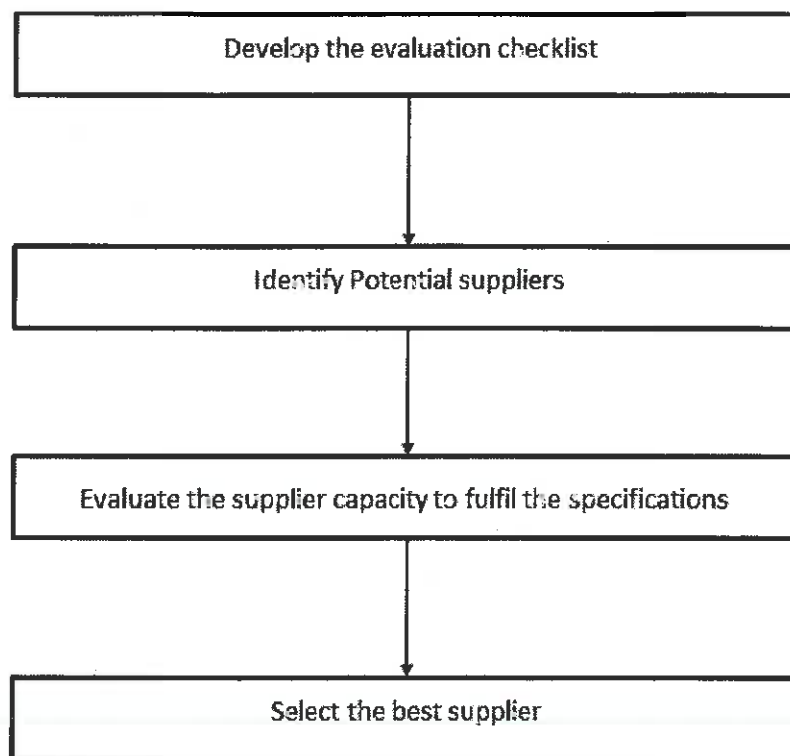 Develop the evaluation checklist
Identify Potential suppliers
Evaluate the supplier capacity to fulfil the specifications
Select the best supplier